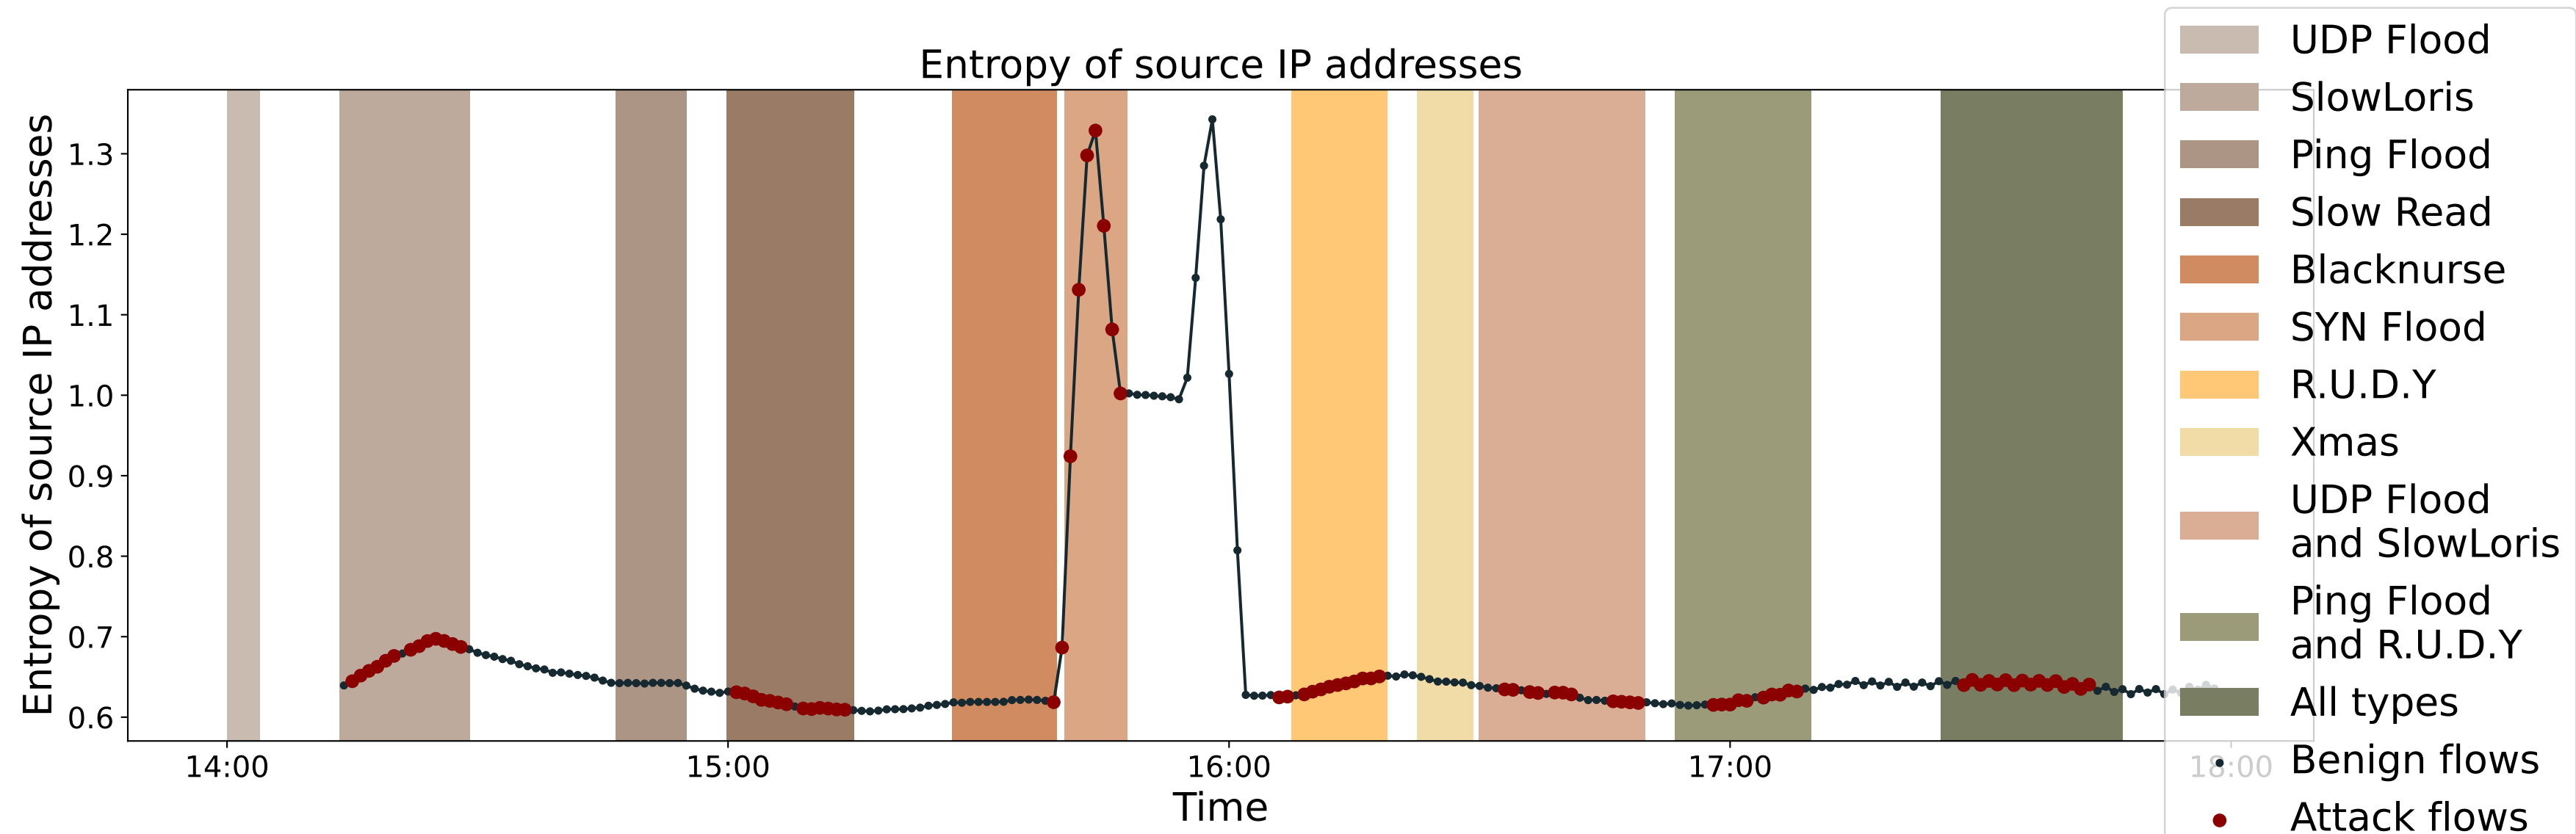 Entropy of source IP addresses
Entropy of source IP addresses
1.3
1.2
1.1
1.0
0.9
0.8
0.7
0.6
14:00
15:00
16:00
17:00
18:00
Time
UDP Flood
SlowLoris
Ping Flood
Slow Read
Blacknurse
SYN Flood
R.U.D.Y
Xmas
UDP Flood
and SlowLoris
Ping Flood
and R.U.D.Y
All types
Benign flows
Attack flows